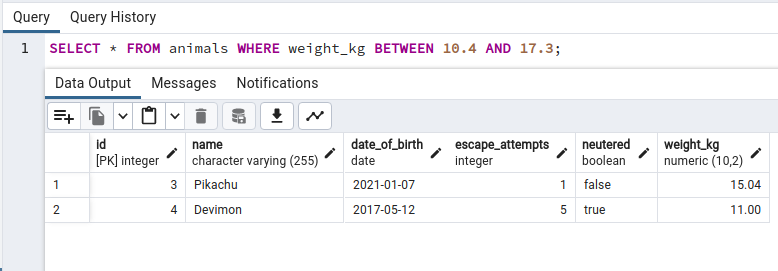 Query Query History
1 SELECT * FROM animals WHERE weight_kg BETWEEN 10.4 AND 17.3;
Data Output Messages Notifications
id name date_of_birth escape_attempts neutered weight_kg
[PK] integer character varying (255) date integer boolean numeric (10,2)
1 3 Pikachu 2021-01-07 1 false 15.04
2 4 Devimon 2017-05-12 5 true 11.00